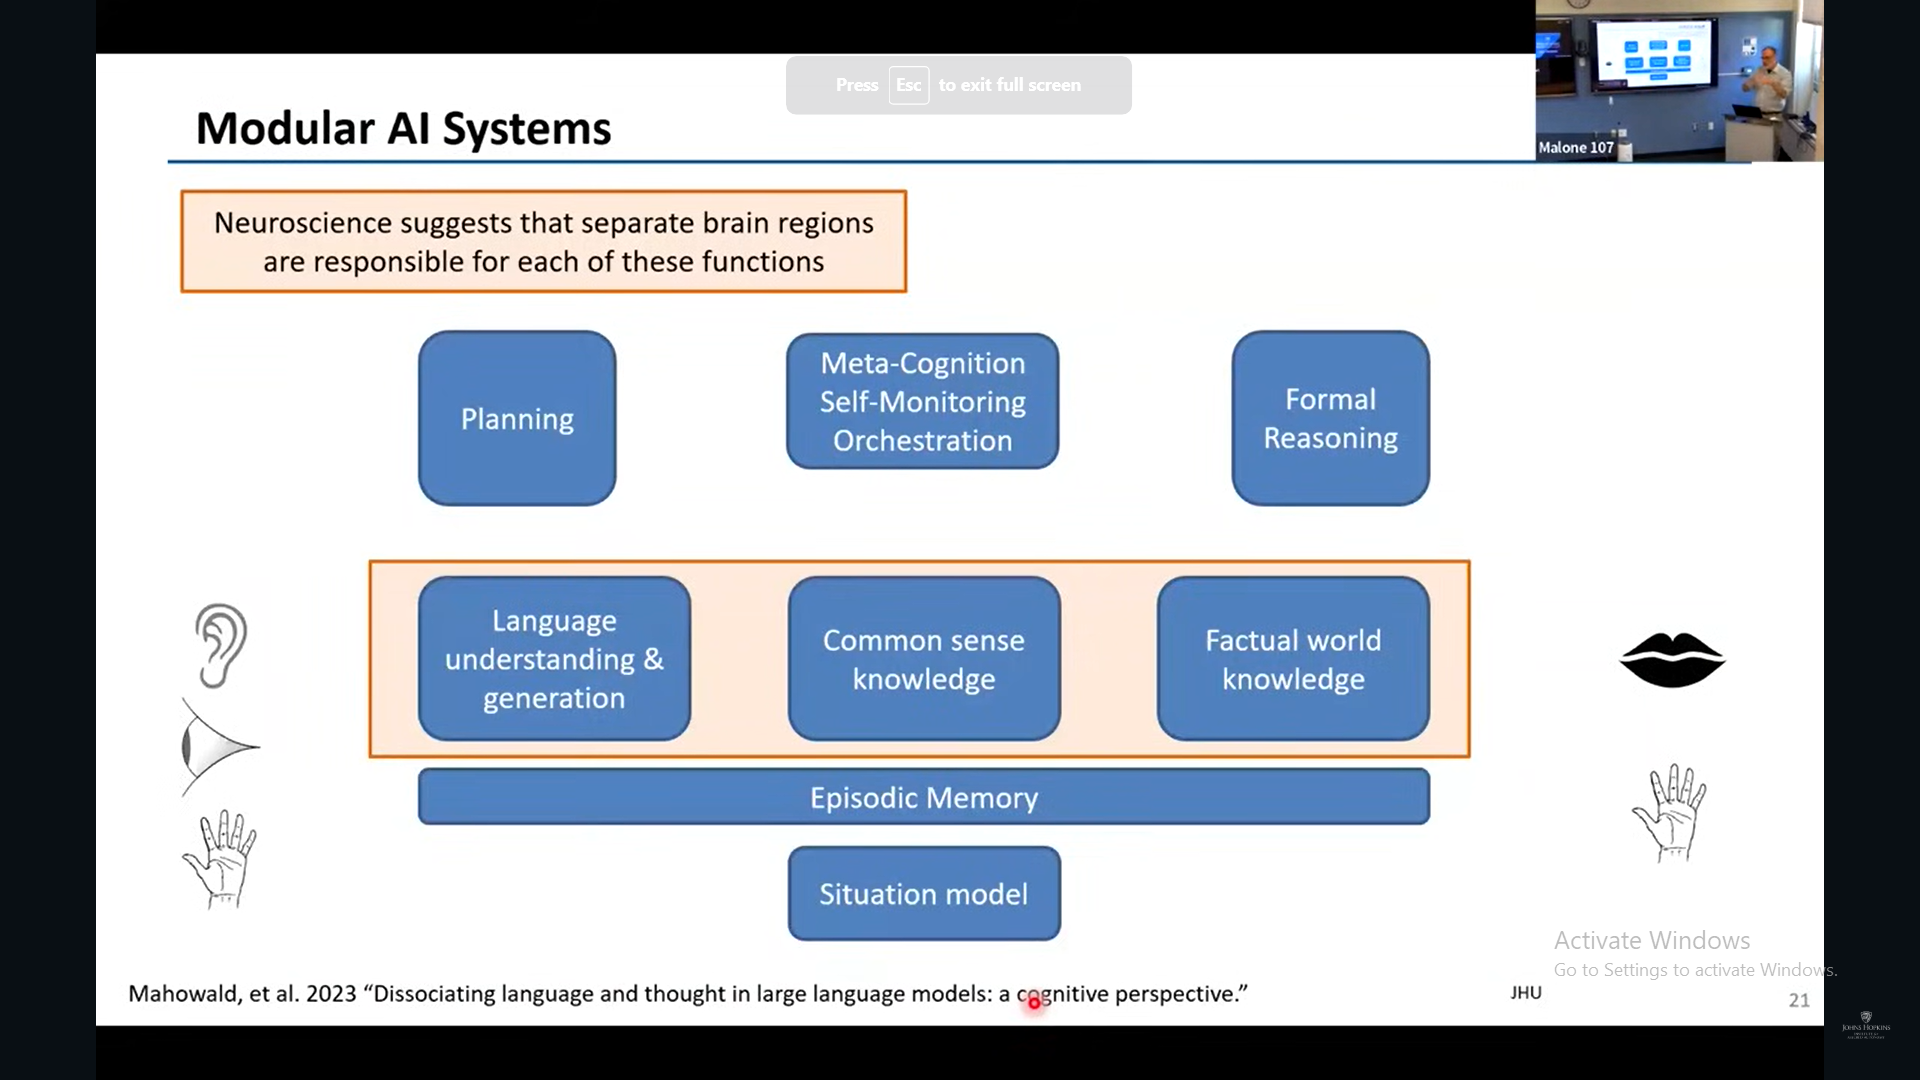 Press Esc to exit full screen
Modular AI Systems
Malone 107
Neuroscience suggests that separate brain regions
are responsible for each of these functions
Planning
Meta-Cognition
Self-Monitoring
Orchestration
Formal
Reasoning
Language
understanding &
generation
Common sense
knowledge
Factual world
knowledge
Episodic Memory
Situation model
Activate Windows
Go to Settings to activate Windows.
Mahowald, et al. 2023 “Dissociating language and thought in large language models: a cognitive perspective.”
JHU
21
JOHNS HOPKINS